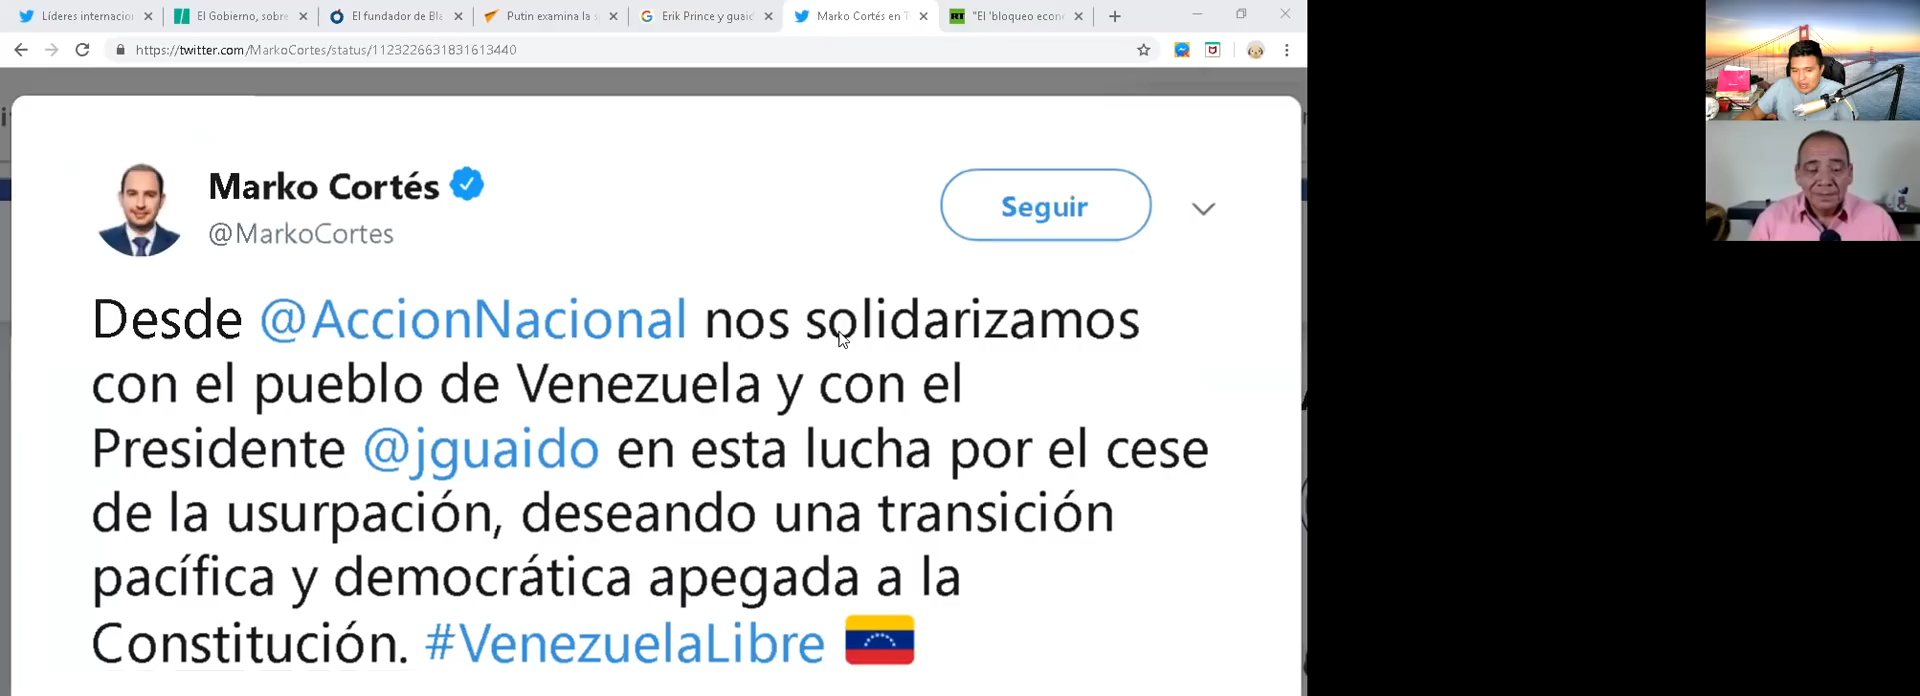 Líderes internacio
El Gobierno, sobre
El fundador de Bla
Putin examina la s
Erik Prince y guaid
Marko Cortés en T
RT
"El 'bloqueo econ
https://twitter.com/MarkoCortes/status/1123226631831613440
Marko Cortés
@MarkoCortes
Seguir
Desde @AccionNacional nos solidarizamos
con el pueblo de Venezuela y con el
Presidente @jguaido en esta lucha por el cese
de la usurpación, deseando una transición
pacífica y democrática apegada a la
Constitución. #VenezuelaLibre